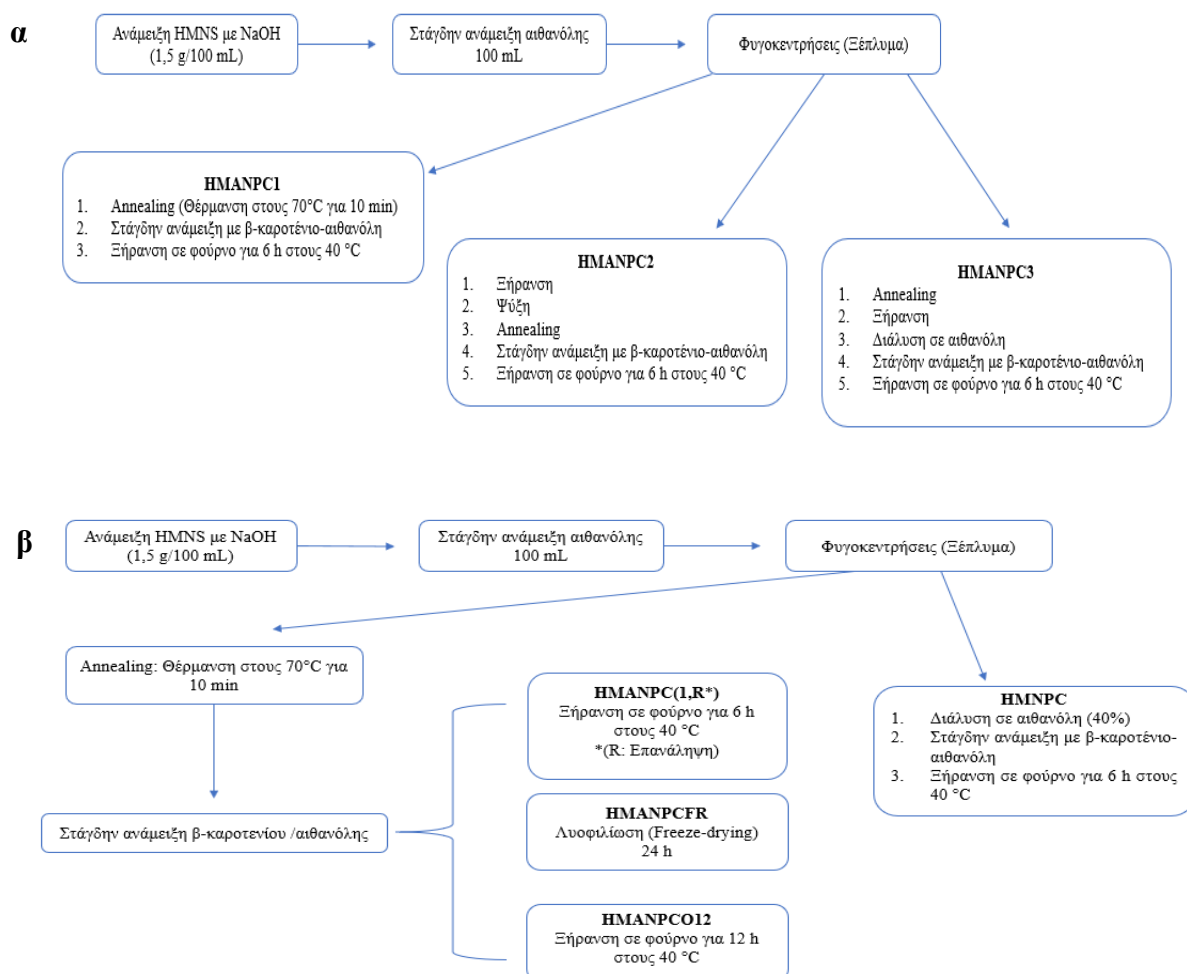 α
Ανάμειξη HMNS με NaOH
(1,5 g/100 mL)
Στάγδην ανάμειξη αιθανόλης
100 mL
Φυγοκεντρήσεις (Ξέπλυμα)
HMANPC1
1. Annealing (Θέρμανση στους 70°C για 10 min)
2. Στάγδην ανάμειξη με β-καροτένιο-αιθανόλη
3. Ξήρανση σε φούρνο για 6 h στους 40 °C
HMANPC2
1. Ξήρανση
2. Ψύξη
3. Annealing
4. Στάγδην ανάμειξη με β-καροτένιο-αιθανόλη
5. Ξήρανση σε φούρνο για 6 h στους 40 °C
HMANPC3
1. Annealing
2. Ξήρανση
3. Διάλυση σε αιθανόλη
4. Στάγδην ανάμειξη με β-καροτένιο-αιθανόλη
5. Ξήρανση σε φούρνο για 6 h στους 40 °C
β
Ανάμειξη HMNS με NaOH
(1,5 g/100 mL)
Στάγδην ανάμειξη αιθανόλης
100 mL
Φυγοκεντρήσεις (Ξέπλυμα)
Annealing: Θέρμανση στους 70°C για
10 min
Στάγδην ανάμειξη β-καροτενίου /αιθανόλης
HMANPC(1,R*)
Ξήρανση σε φούρνο για 6 h
στους 40 °C
*(R: Επανάληψη)
HMANPCFR
Λυοφιλίωση (Freeze-drying)
24 h
HMANPCO12
Ξήρανση σε φούρνο για 12 h
στους 40 °C
HMNPC
1. Διάλυση σε αιθανόλη (40%)
2. Στάγδην ανάμειξη με β-καροτένιο-
αιθανόλη
3. Ξήρανση σε φούρνο για 6 h στους
40 °C